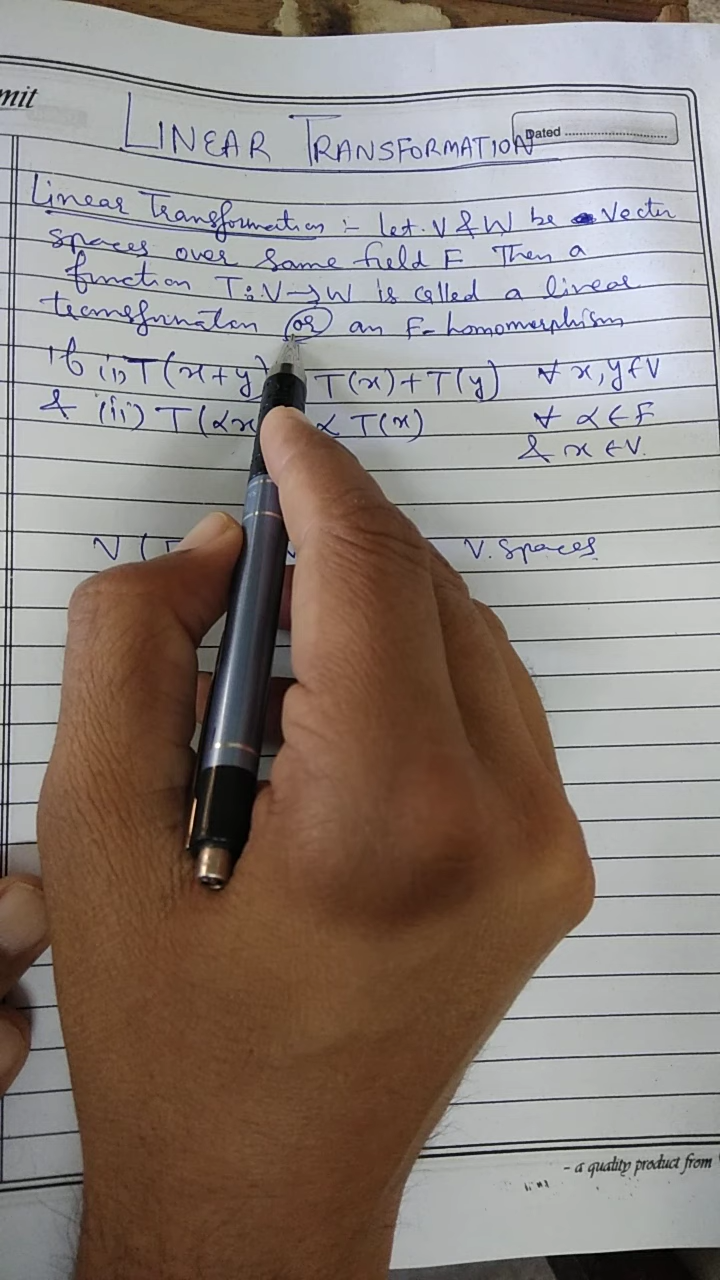 mit
LINEAR TRANSFORMATION
Dated
Linear Transformation :- let V & W be Vector
spaces over same field F Then a
function T: V→W is called a linear
transformation or an F-homomorphism
if (i) T(x+y) T(x)+T(y) ∀ x,y∈V
& (ii) T(αx α T(x) ∀ α∈F
& x∈V.
V ( V. spaces
- a quality product from